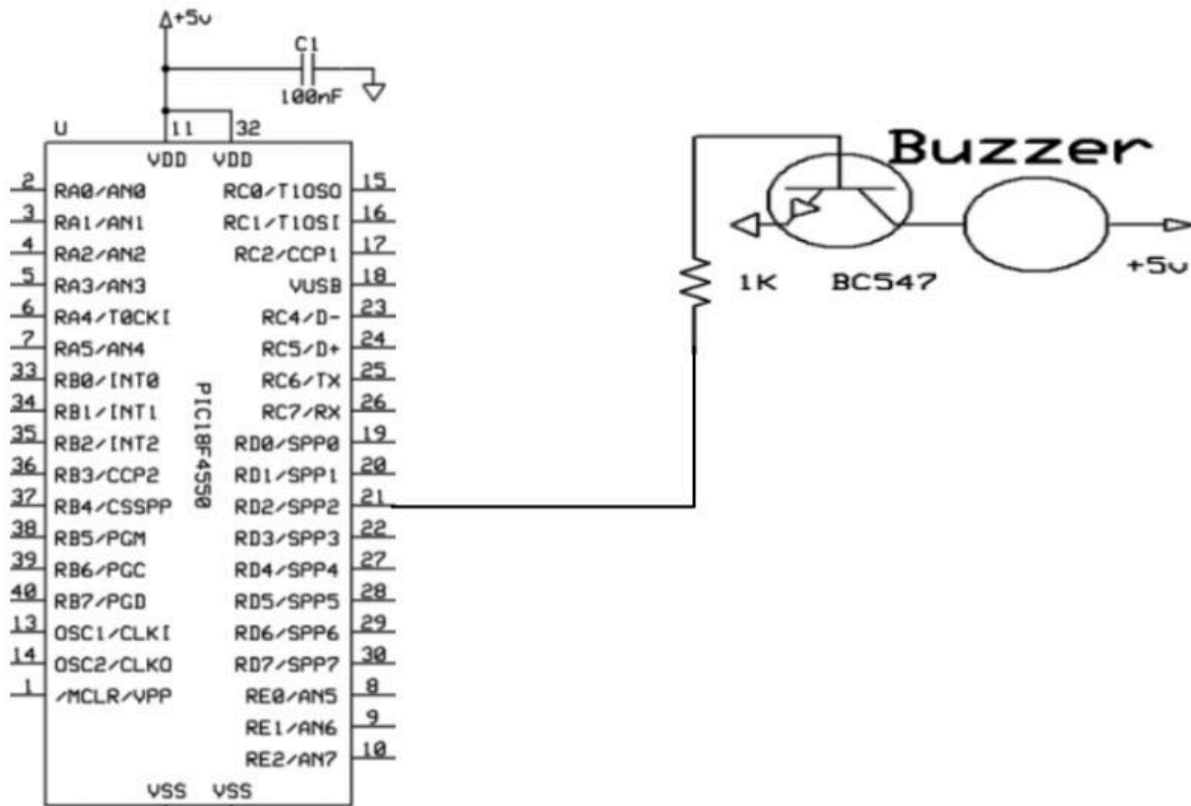 +5v
C1
100nF
U
11 32
VDD VDD
2 RA0/AN0 RC0/T1OSO 15
3 RA1/AN1 RC1/T1OSI 16
4 RA2/AN2 RC2/CCP1 17
5 RA3/AN3 VUSB 18
6 RA4/T0CKI RC4/D- 23
7 RA5/AN4 RC5/D+ 24
33 RB0/INT0 RC6/TX 25
34 RB1/INT1 RC7/RX 26
35 RB2/INT2 RD0/SPP0 19
36 RB3/CCP2 RD1/SPP1 20
37 RB4/CSSPP RD2/SPP2 21
38 RB5/PGM RD3/SPP3 22
39 RB6/PGC RD4/SPP4 27
40 RB7/PGD RD5/SPP5 28
13 OSC1/CLKI RD6/SPP6 29
14 OSC2/CLKO RD7/SPP7 30
1 /MCLR/VPP RE0/AN5 8
RE1/AN6 9
RE2/AN7 10
VSS VSS
PIC18F4550
Buzzer
+5v
1K BC547